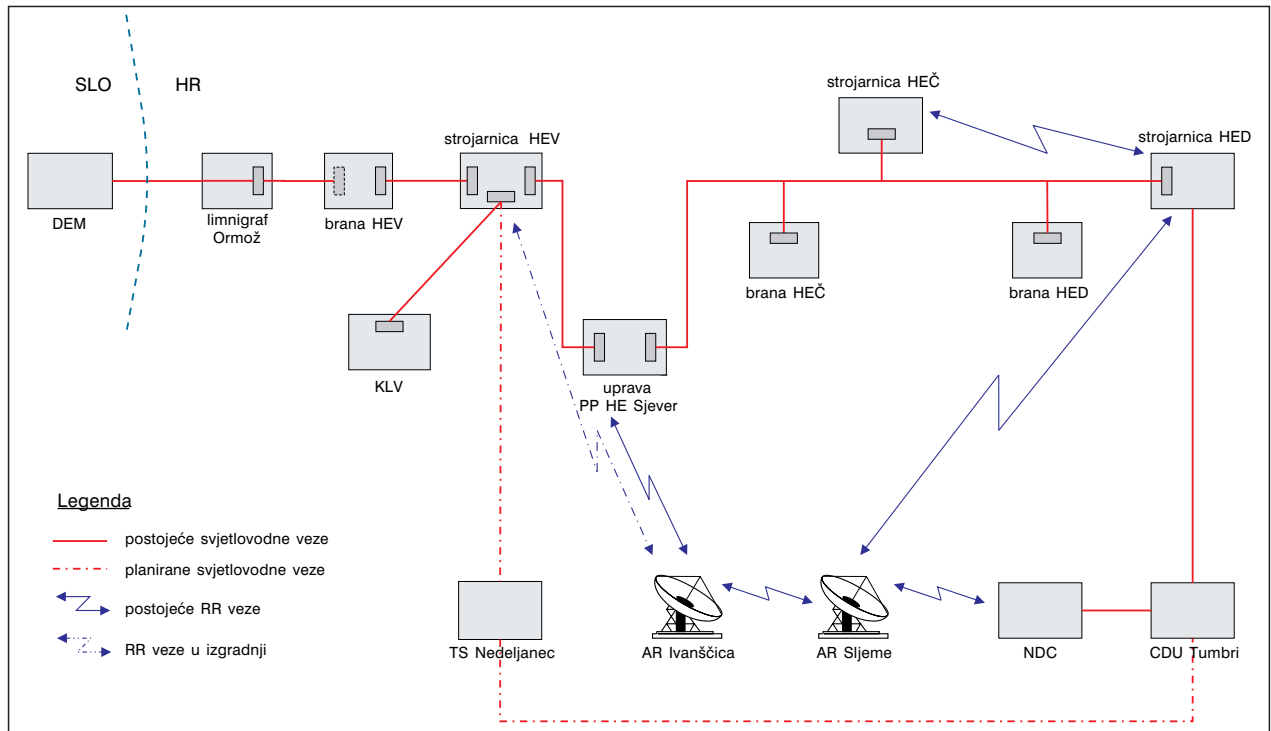 SLO
HR
strojarnica HEČ
strojarnica HEV
strojarnica HED
DEM
limnigraf
Ormož
brana HEV
brana HEČ
brana HED
KLV
uprava
PP HE Sjever
Legenda
postojeće svjetlovodne veze
planirane svjetlovodne veze
postojeće RR veze
RR veze u izgradnji
TS Nedeljanec
AR Ivanščica
AR Sljeme
NDC
CDU Tumbri